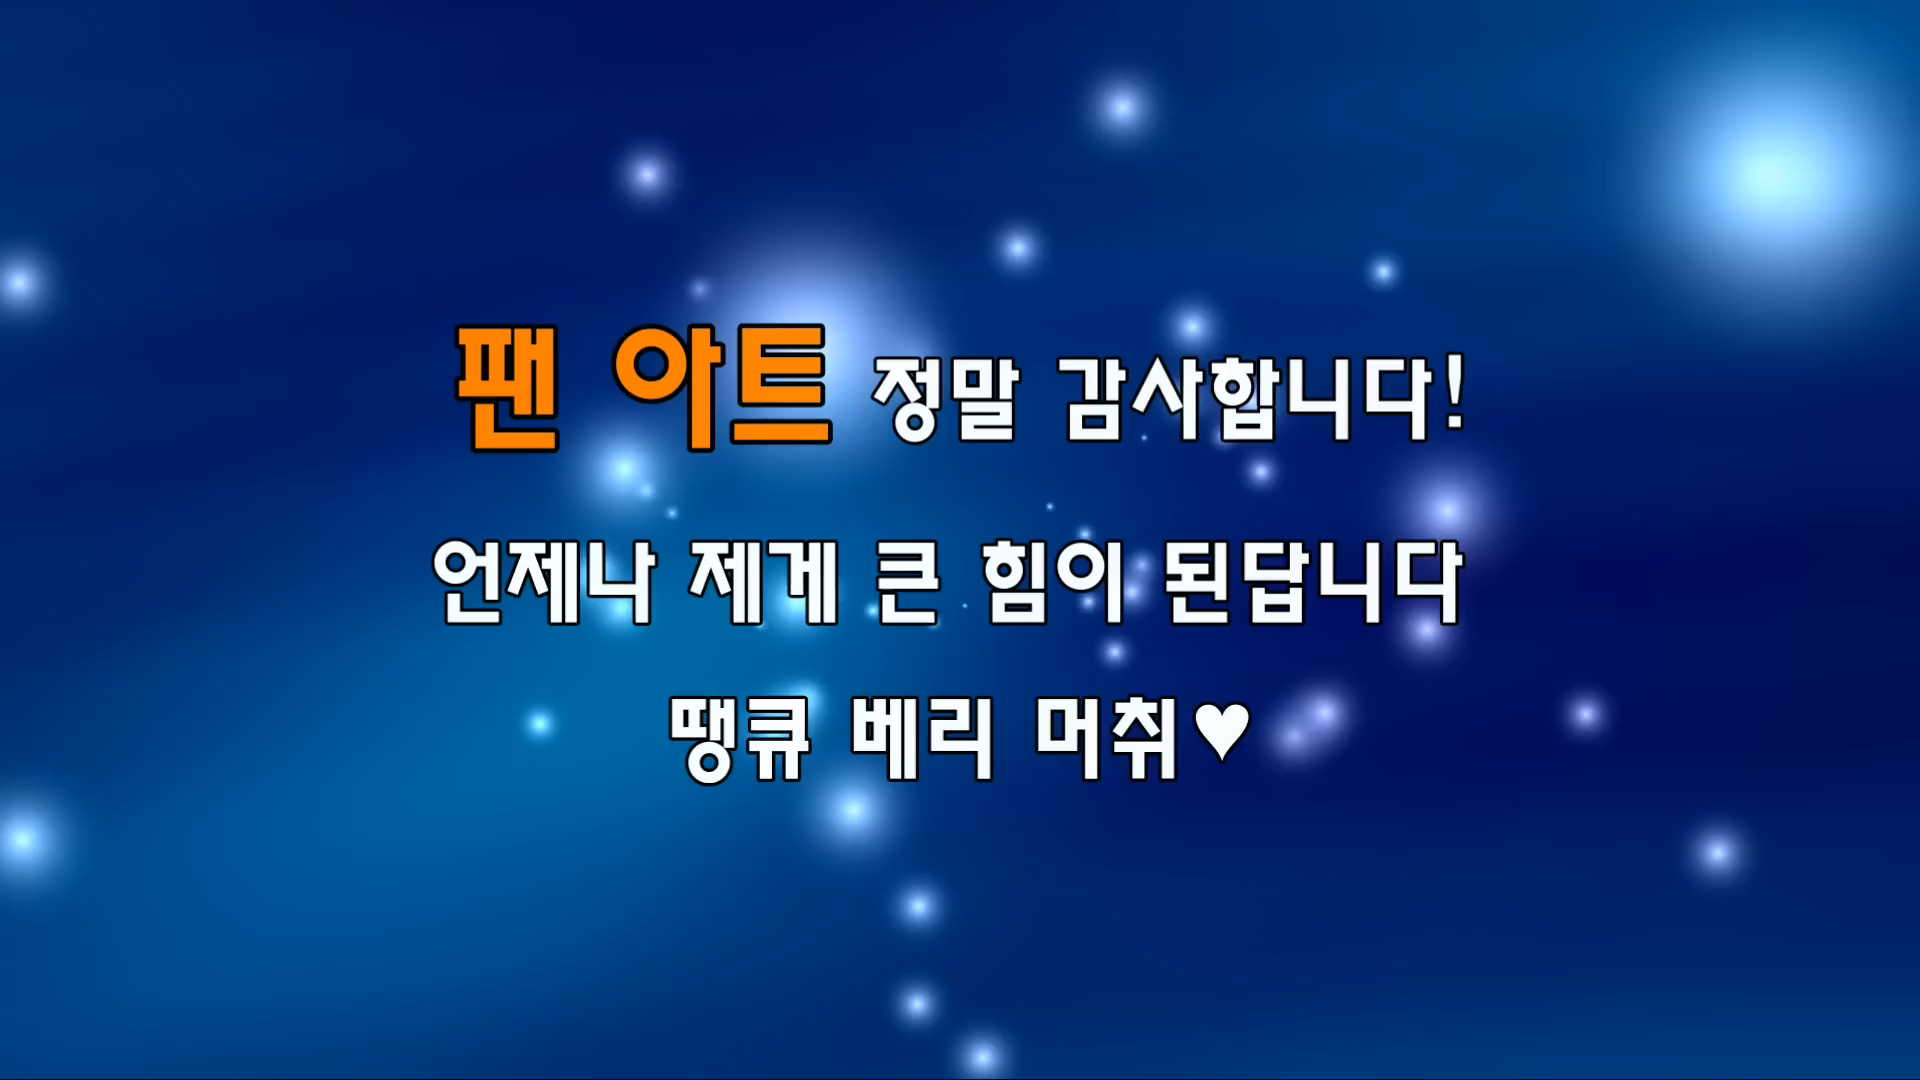 팬 아트 정말 감사합니다!
언제나 제게 큰 힘이 된답니다
땡큐 베리 머취♥